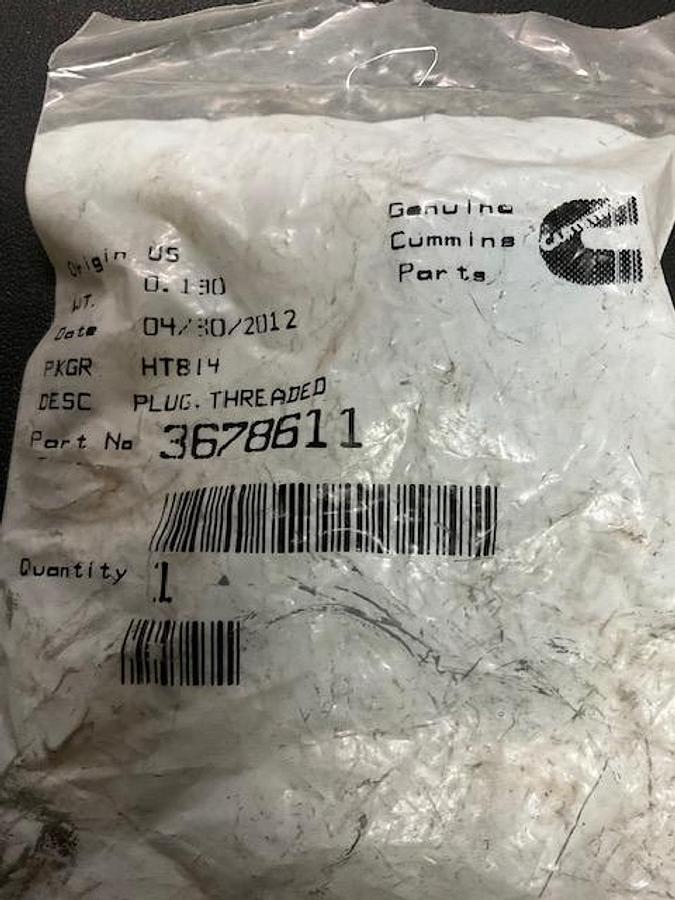 Genuine
Cummins
Parts
Cummins
Origin US
WT. 0.190
Date 04/30/2012
PKGR HT814
DESC PLUG, THREADED
Part No 3678611
Quantity 1